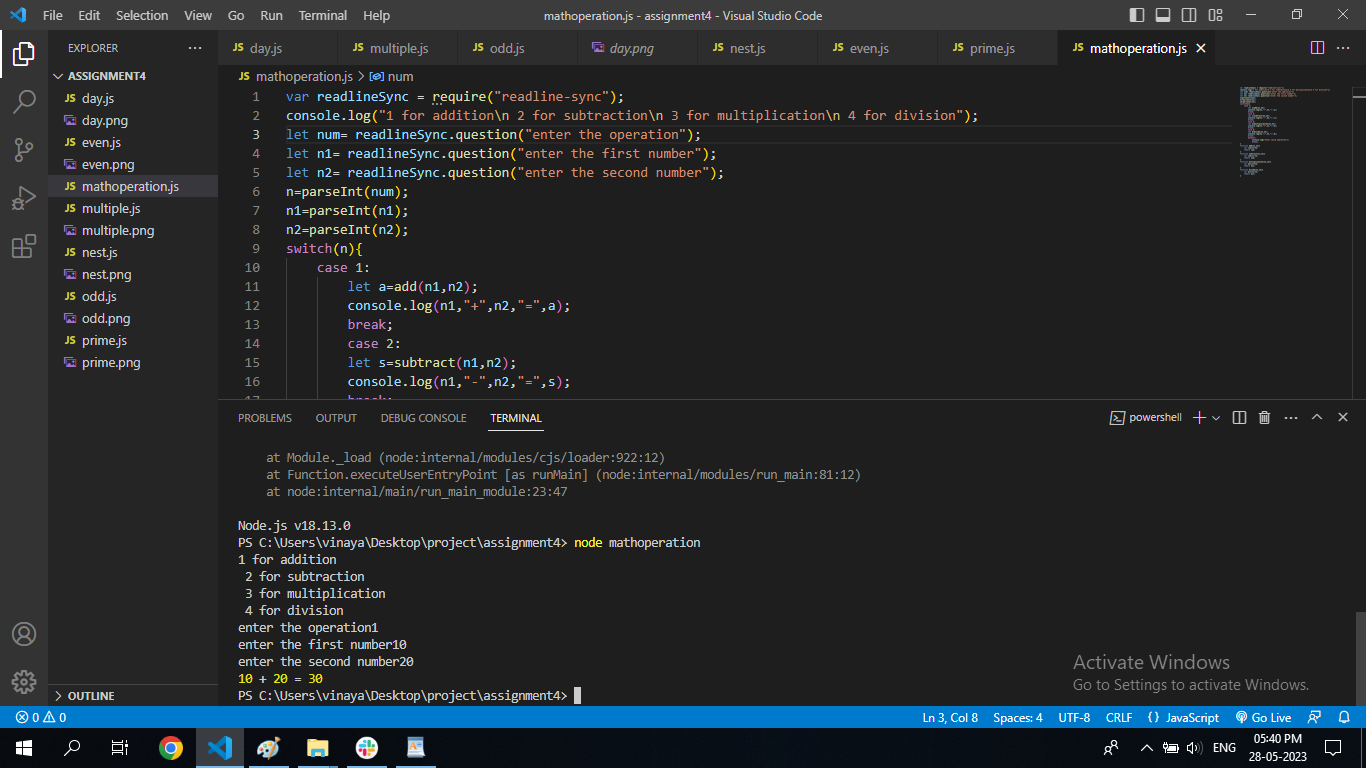 File Edit Selection View Go Run Terminal Help
mathoperation.js - assignment4 - Visual Studio Code
EXPLORER
ASSIGNMENT4
JS day.js
day.png
JS even.js
even.png
JS mathoperation.js
JS multiple.js
multiple.png
JS nest.js
nest.png
JS odd.js
odd.png
JS prime.js
prime.png
OUTLINE
JS day.js JS multiple.js JS odd.js day.png JS nest.js JS even.js JS prime.js JS mathoperation.js
JS mathoperation.js > num
1 var readlineSync = require("readline-sync");
2 console.log("1 for addition\n 2 for subtraction\n 3 for multiplication\n 4 for division");
3 let num= readlineSync.question("enter the operation");
4 let n1= readlineSync.question("enter the first number");
5 let n2= readlineSync.question("enter the second number");
6 n=parseInt(num);
7 n1=parseInt(n1);
8 n2=parseInt(n2);
9 switch(n){
10 case 1:
11 let a=add(n1,n2);
12 console.log(n1,"+",n2,"=",a);
13 break;
14 case 2:
15 let s=subtract(n1,n2);
16 console.log(n1,"-",n2,"=",s);
17 break;
PROBLEMS OUTPUT DEBUG CONSOLE TERMINAL
powershell
at Module._load (node:internal/modules/cjs/loader:922:12)
at Function.executeUserEntryPoint [as runMain] (node:internal/modules/run_main:81:12)
at node:internal/main/run_main_module:23:47
Node.js v18.13.0
PS C:\Users\vinaya\Desktop\project\assignment4> node mathoperation
1 for addition
2 for subtraction
3 for multiplication
4 for division
enter the operation1
enter the first number10
enter the second number20
10 + 20 = 30
PS C:\Users\vinaya\Desktop\project\assignment4>
Activate Windows
Go to Settings to activate Windows.
0 0
Ln 3, Col 8 Spaces: 4 UTF-8 CRLF {} JavaScript Go Live
ENG
05:40 PM
28-05-2023